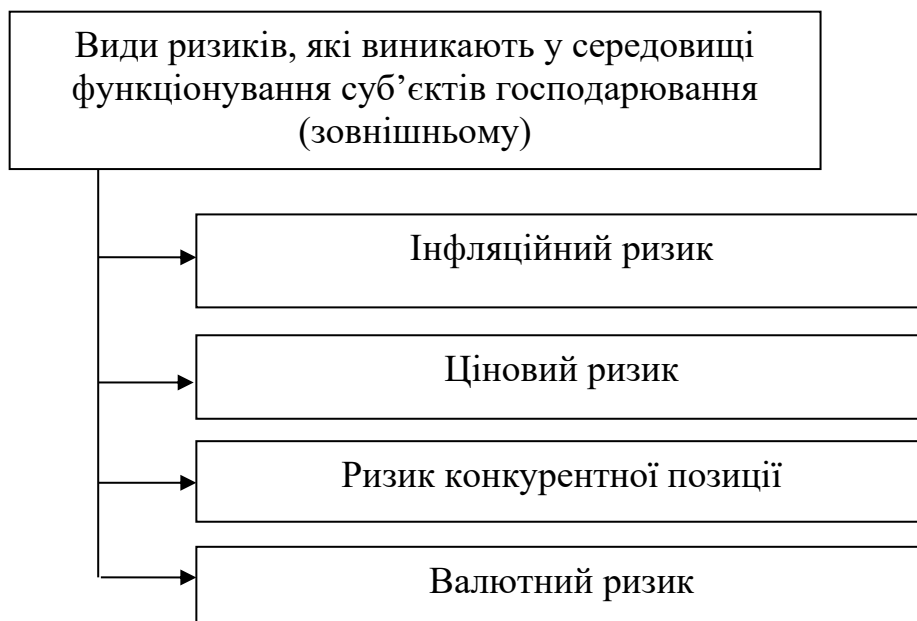 Види ризиків, які виникають у середовищі
функціонування суб’єктів господарювання
(зовнішньому)
Інфляційний ризик
Ціновий ризик
Ризик конкурентної позиції
Валютний ризик